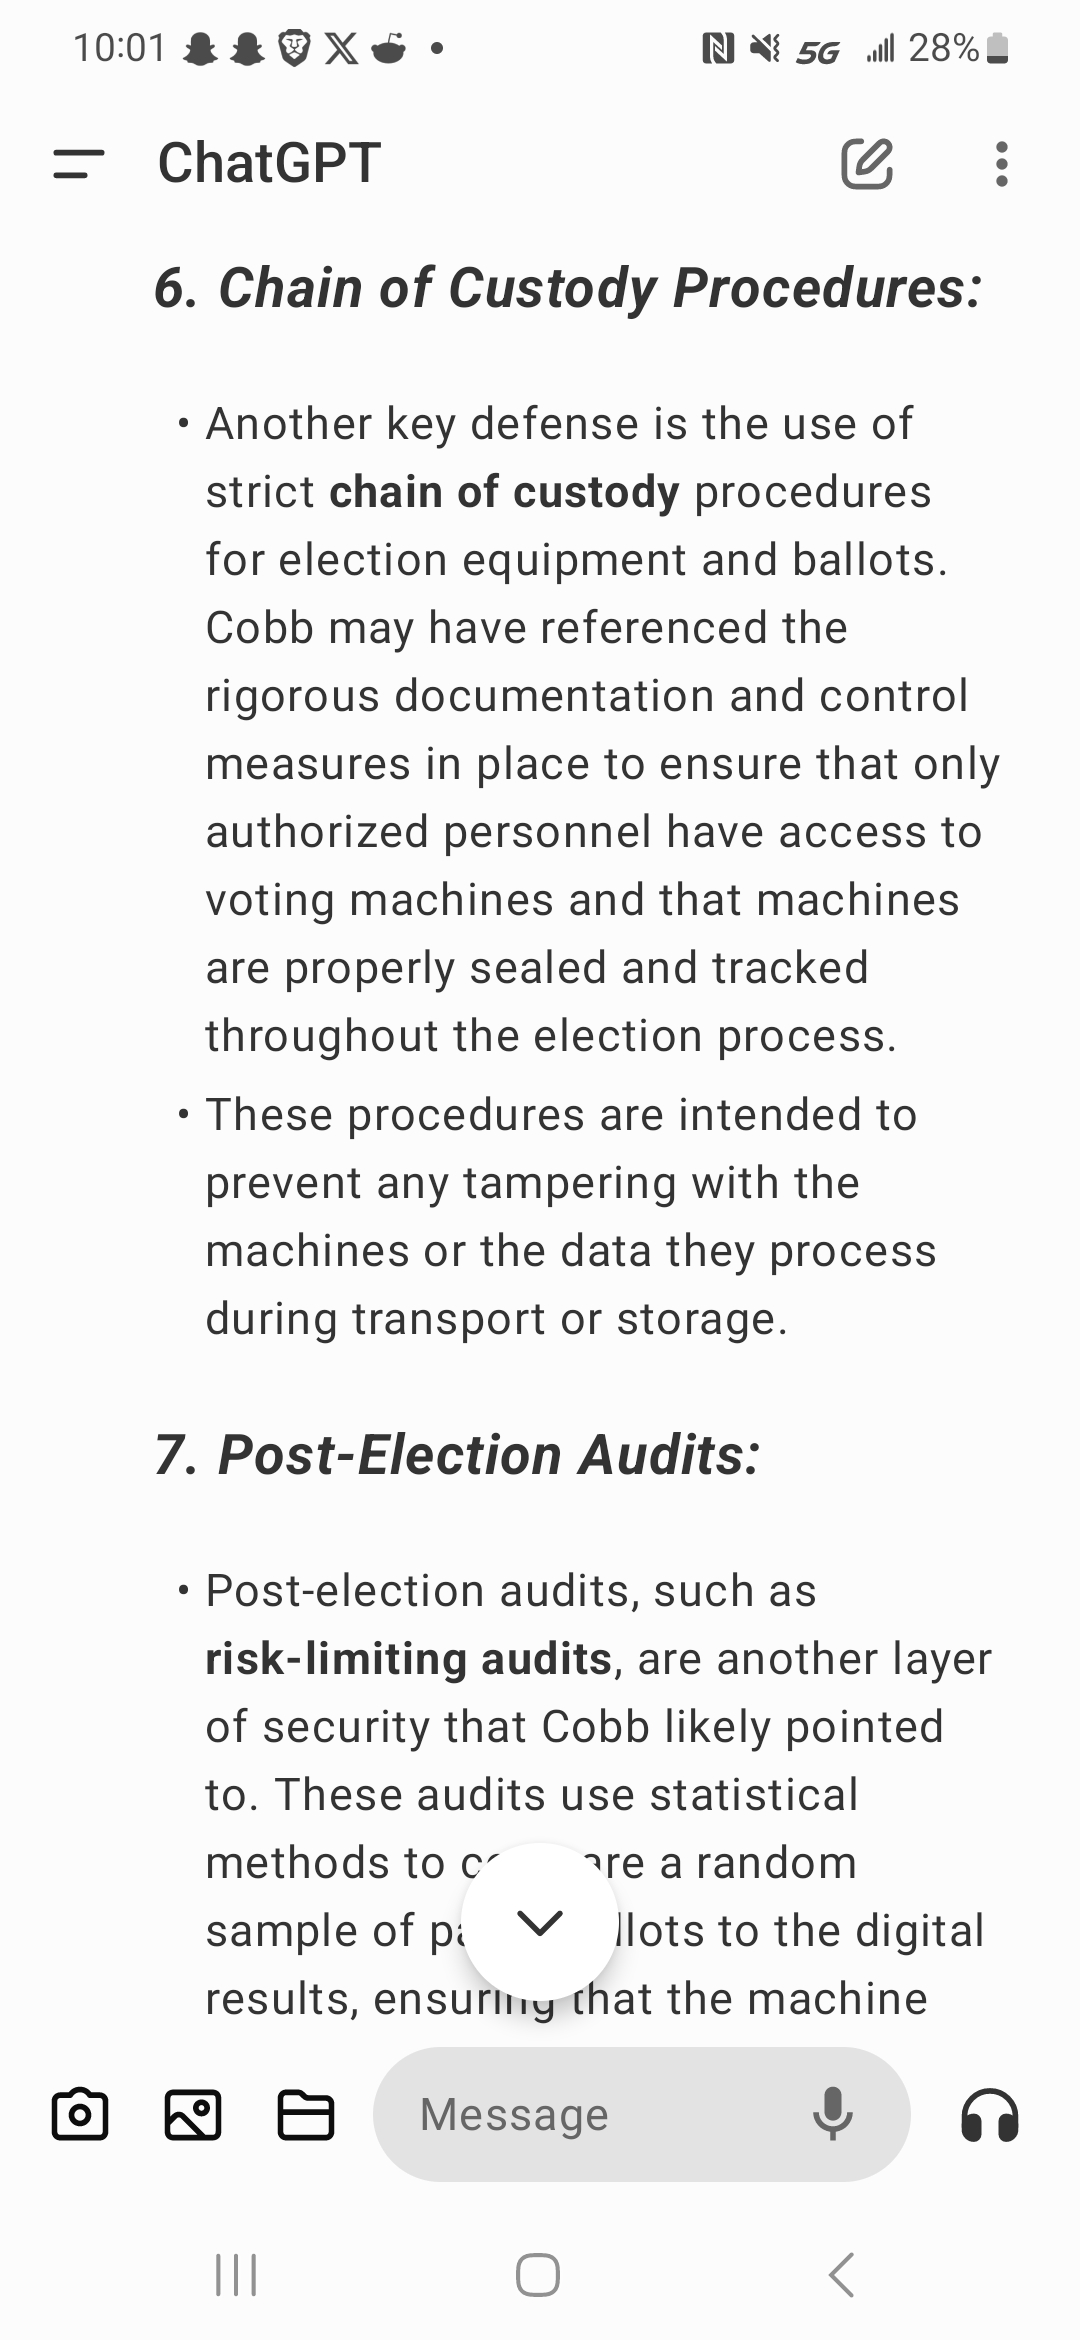 10:01 5G 28%
ChatGPT
6. Chain of Custody Procedures:
• Another key defense is the use of
strict chain of custody procedures
for election equipment and ballots.
Cobb may have referenced the
rigorous documentation and control
measures in place to ensure that only
authorized personnel have access to
voting machines and that machines
are properly sealed and tracked
throughout the election process.
• These procedures are intended to
prevent any tampering with the
machines or the data they process
during transport or storage.
7. Post-Election Audits:
• Post-election audits, such as
risk-limiting audits, are another layer
of security that Cobb likely pointed
to. These audits use statistical
methods to a random
sample of to the digital
results, ensuring that the machine
Message